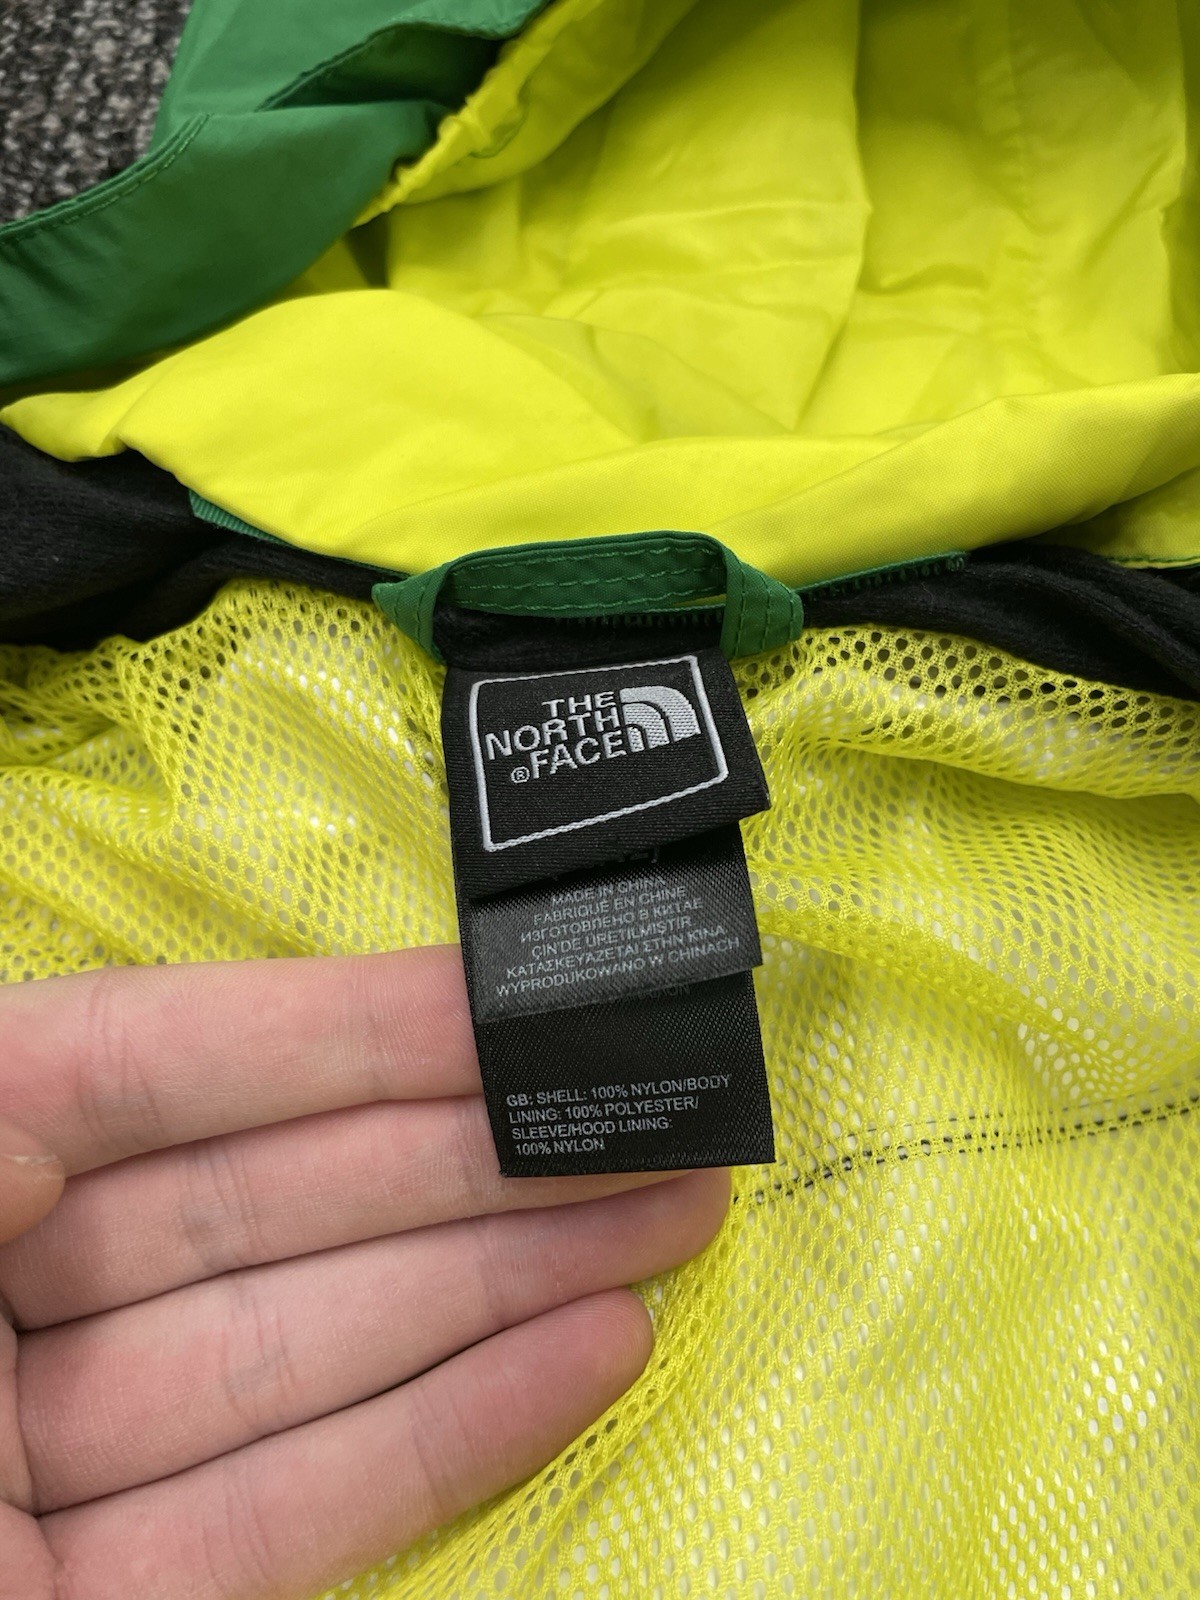 THE
NORTH
®FACE
MADE IN CHINA
FABRIQUÉ EN CHINE
ИЗГОТОВЛЕНО В КИТАЕ
ÇIN'DE ÜRETILMIŞTIR
ΚΑΤΑΣΚΕΥΑΖΕΤΑΙ ΣΤΗΝ ΚΙΝΑ
WYPRODUKOWANO W CHINACH
GB: SHELL: 100% NYLON/BODY
LINING: 100% POLYESTER/
SLEEVE/HOOD LINING:
100% NYLON